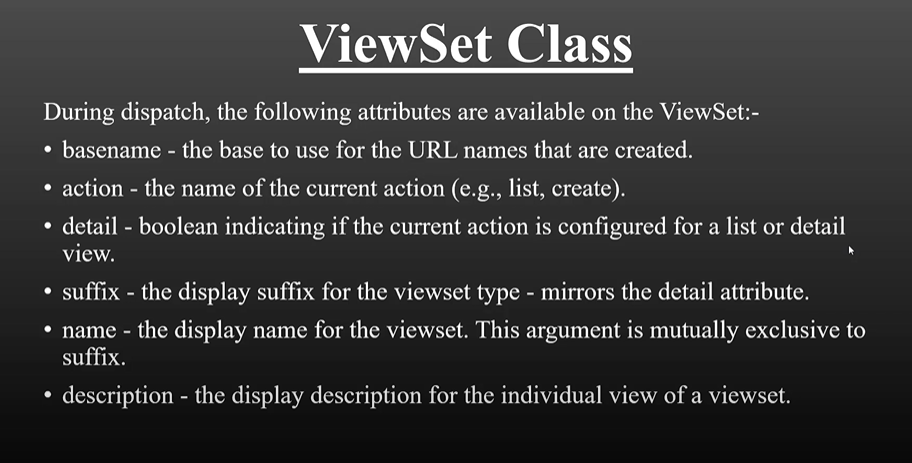 ViewSet Class
During dispatch, the following attributes are available on the ViewSet:-
• basename - the base to use for the URL names that are created.
• action - the name of the current action (e.g., list, create).
• detail - boolean indicating if the current action is configured for a list or detail
view.
• suffix - the display suffix for the viewset type - mirrors the detail attribute.
• name - the display name for the viewset. This argument is mutually exclusive to
suffix.
• description - the display description for the individual view of a viewset.